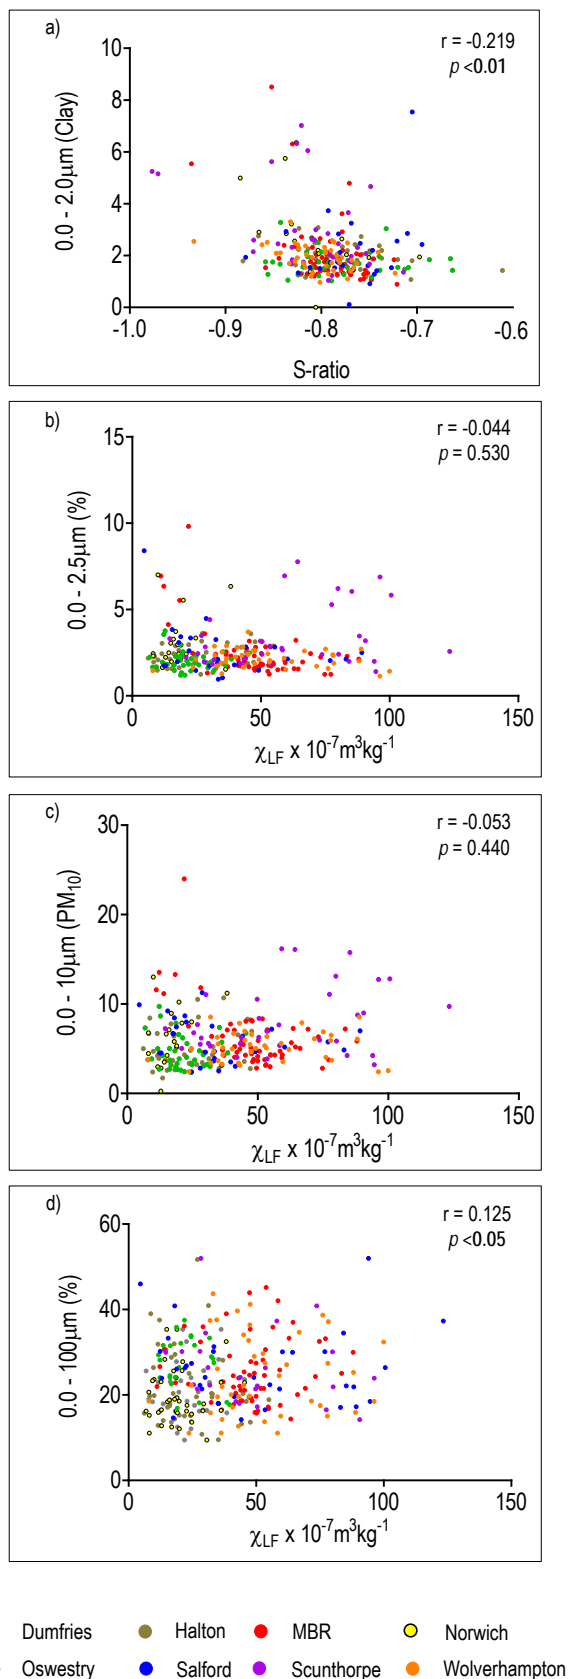 a)
r = -0.219
p <0.01
0.0 - 2.0µm (Clay)
10
8
6
4
2
0
-1.0 -0.9 -0.8 -0.7 -0.6
S-ratio
b)
r = -0.044
p = 0.530
0.0 - 2.5µm (%)
15
10
5
0
0 50 100 150
χLF x 10-7m3kg-1
c)
r = -0.053
p = 0.440
0.0 - 10µm (PM10)
30
20
10
0
0 50 100 150
χLF x 10-7m3kg-1
d)
r = 0.125
p <0.05
0.0 - 100µm (%)
60
40
20
0
0 50 100 150
χLF x 10-7m3kg-1
Dumfries Halton MBR Norwich
Oswestry Salford Scunthorpe Wolverhampton